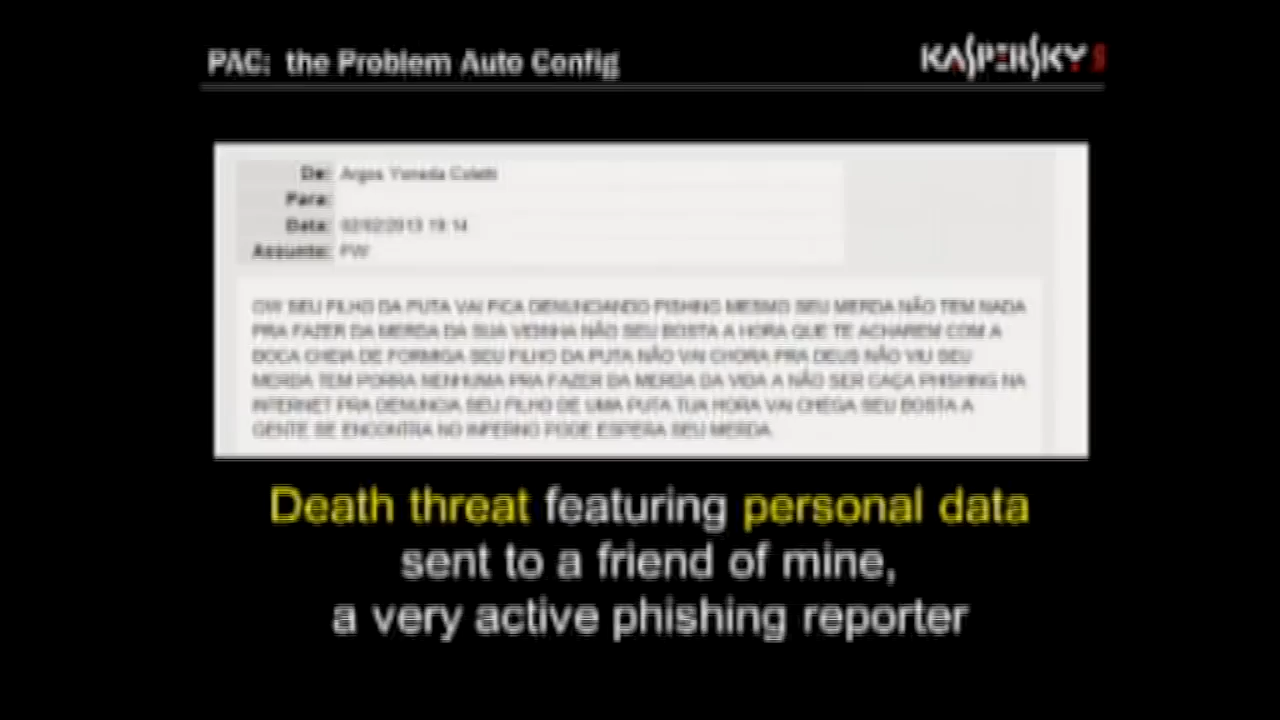 PAC: the Problem Auto Config
KASPERSKY
De: Argos Yoneda Coletti
Para:
Data: 02/02/2013 19:14
Assunto: FW
OW SEU FILHO DA PUTA VAI FICA DENUNCIANDO PISHING MESMO SEU MERDA NÃO TEM NADA
PRA FAZER DA MERDA DA SUA VIDINHA NÃO SEU BOSTA A HORA QUE TE ACHAREM COM A
BOCA CHEIA DE FORMIGA SEU FILHO DA PUTA NÃO VAI CHORA PRA DEUS NÃO VIU SEU
MERDA TEM PORRA NENHUMA PRA FAZER DA MERDA DA VIDA A NÃO SER CAÇA PHISHING NA
INTERNET PRA DENUNCIA SEU FILHO DE UMA PUTA TUA HORA VAI CHEGA SEU BOSTA A
GENTE SE ENCONTRA NO INFERNO PODE ESPERA SEU MERDA
Death threat featuring personal data
sent to a friend of mine,
a very active phishing reporter